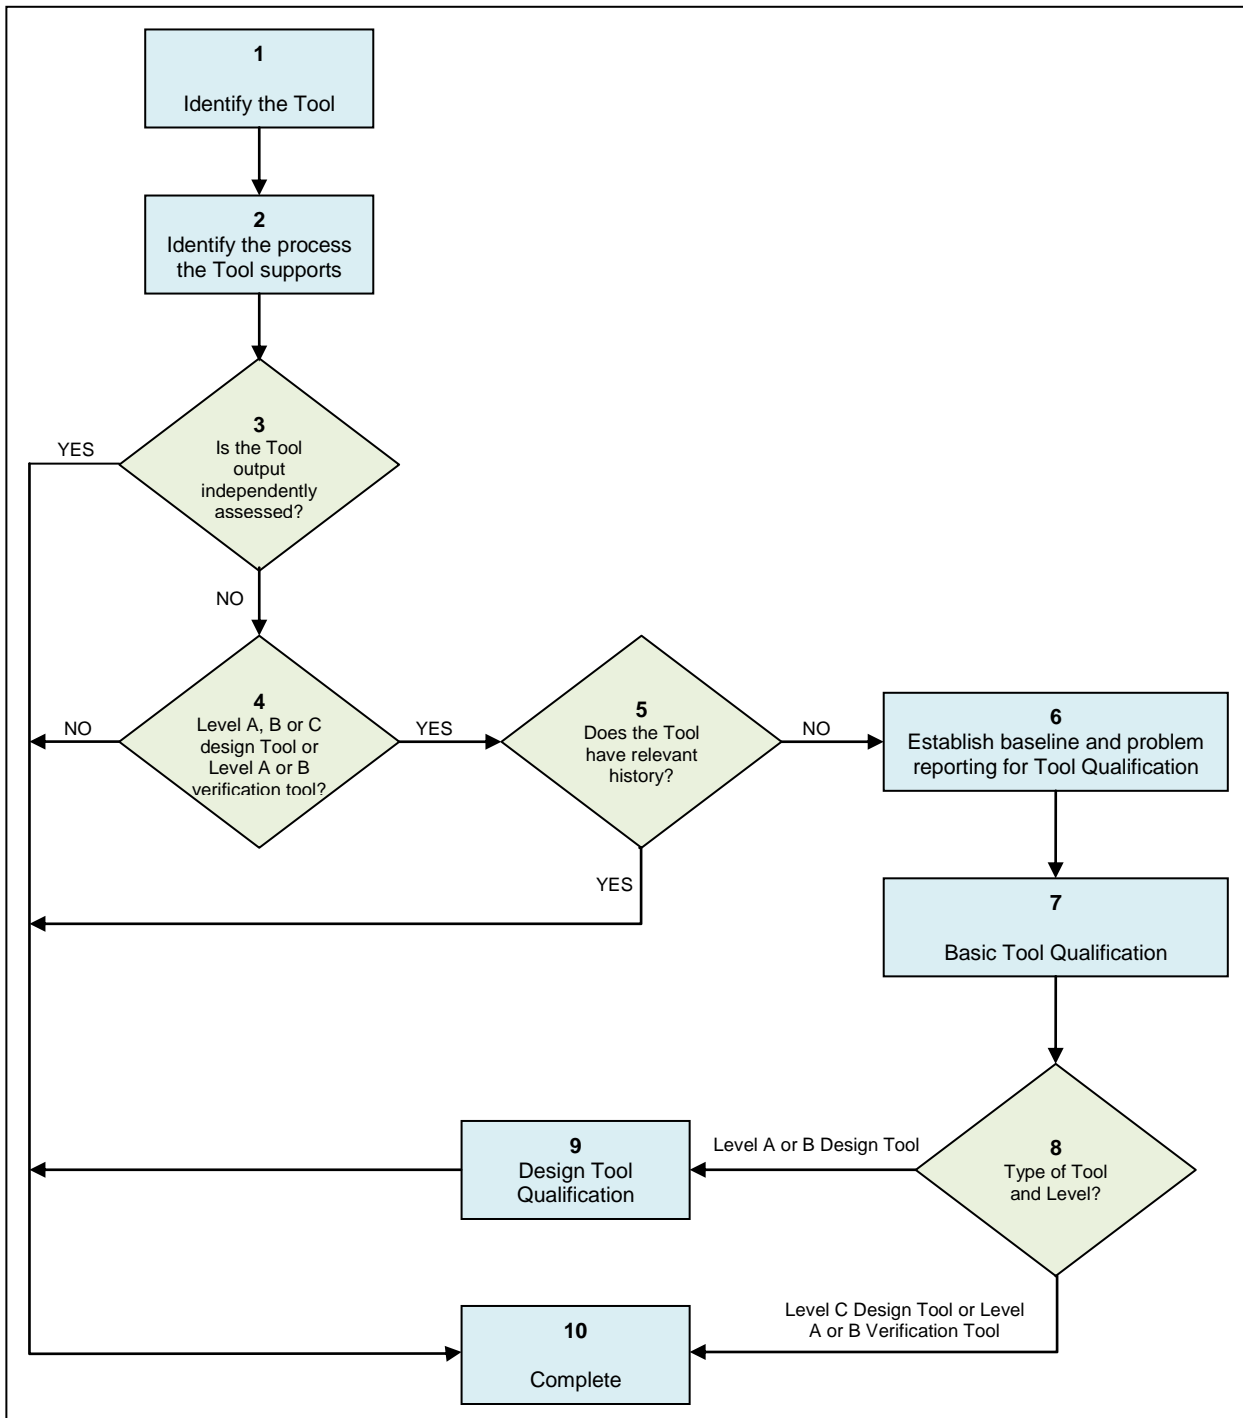 1
Identify the Tool
2
Identify the process
the Tool supports
3
Is the Tool
output
independently
assessed?
YES
NO
4
Level A, B or C
design Tool or
Level A or B
verification tool?
NO
YES
5
Does the Tool
have relevant
history?
NO
YES
6
Establish baseline and problem
reporting for Tool Qualification
7
Basic Tool Qualification
8
Type of Tool
and Level?
Level A or B Design Tool
9
Design Tool
Qualification
Level C Design Tool or Level
A or B Verification Tool
10
Complete